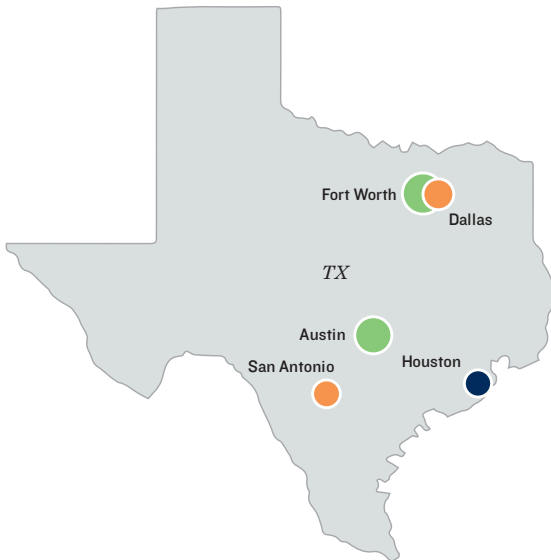 Fort Worth
Dallas
TX
Austin
Houston
San Antonio